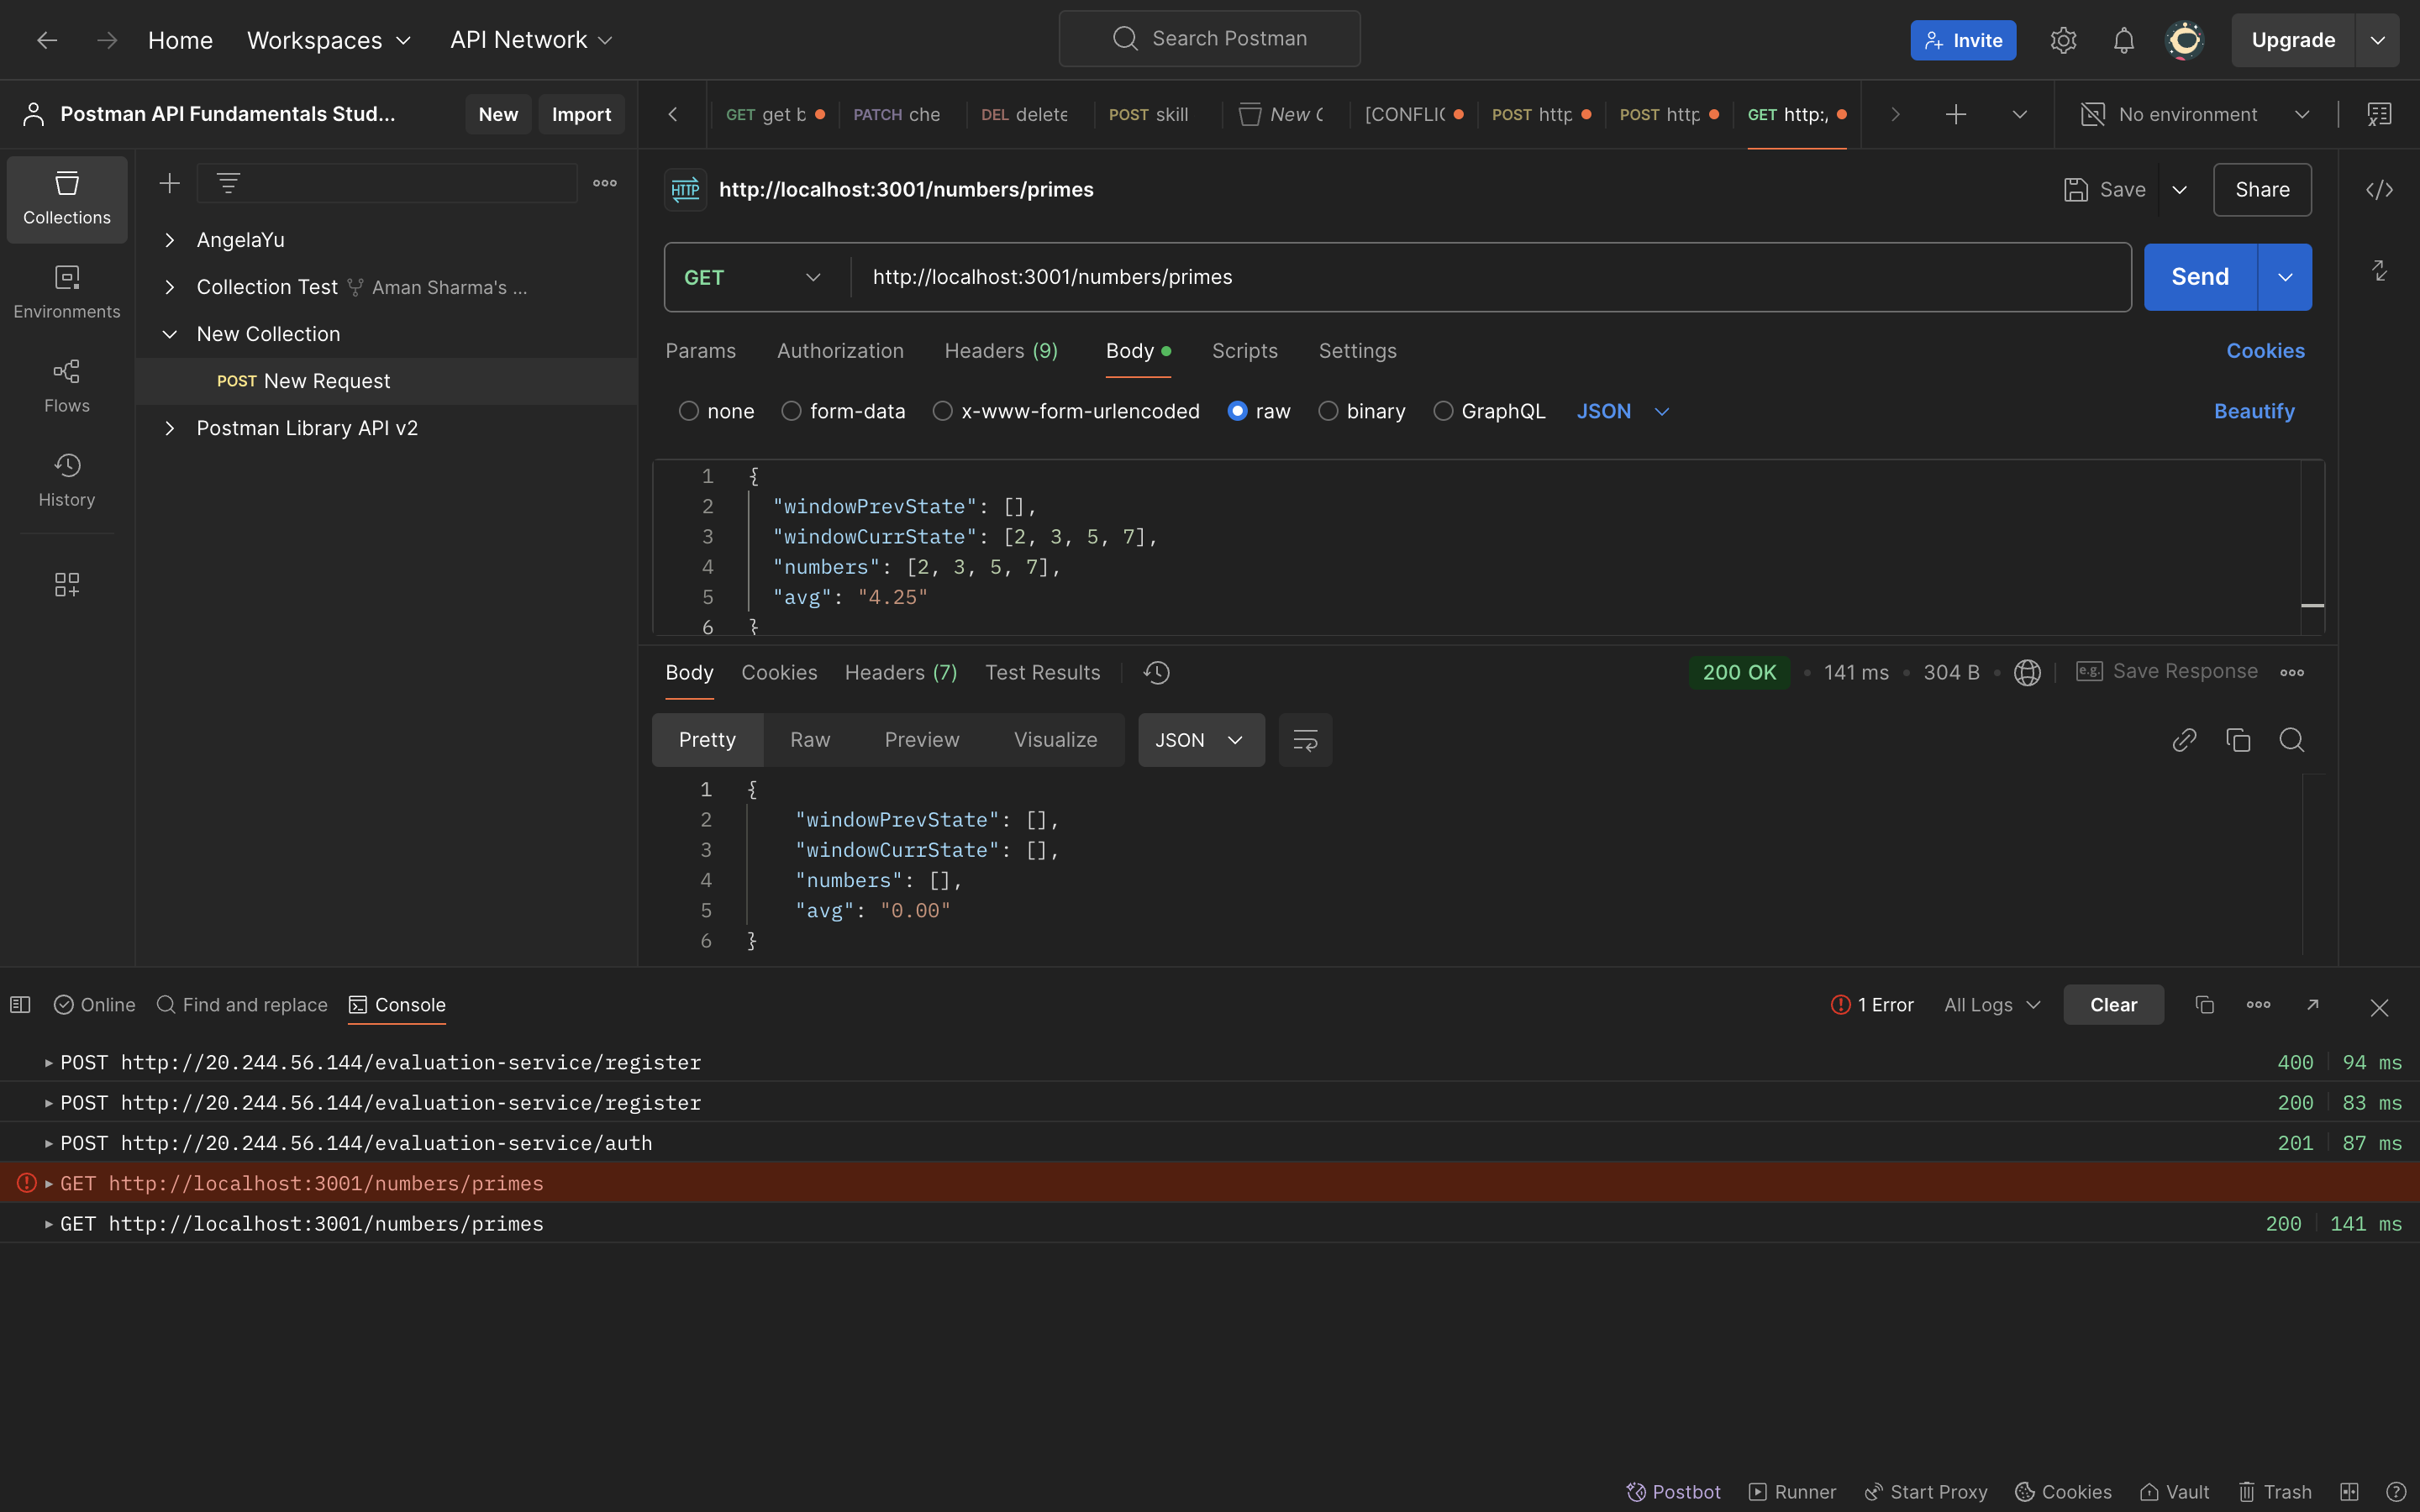 Home Workspaces API Network Search Postman Invite Upgrade
Postman API Fundamentals Stud... New Import GET get b PATCH che DEL delete POST skill New C [CONFLIC POST http POST http GET http:/ No environment
HTTP http://localhost:3001/numbers/primes Save Share
Collections
Environments
Flows
History
AngelaYu
Collection Test Aman Sharma's ...
New Collection
POST New Request
Postman Library API v2
GET http://localhost:3001/numbers/primes Send
Params Authorization Headers (9) Body Scripts Settings Cookies
none form-data x-www-form-urlencoded raw binary GraphQL JSON Beautify
1 {
2 "windowPrevState": [],
3 "windowCurrState": [2, 3, 5, 7],
4 "numbers": [2, 3, 5, 7],
5 "avg": "4.25"
6 }
Body Cookies Headers (7) Test Results 200 OK • 141 ms • 304 B • e.g. Save Response
Pretty Raw Preview Visualize JSON
1 {
2 "windowPrevState": [],
3 "windowCurrState": [],
4 "numbers": [],
5 "avg": "0.00"
6 }
Online Find and replace Console 1 Error All Logs Clear
POST http://20.244.56.144/evaluation-service/register 400 94 ms
POST http://20.244.56.144/evaluation-service/register 200 83 ms
POST http://20.244.56.144/evaluation-service/auth 201 87 ms
GET http://localhost:3001/numbers/primes
GET http://localhost:3001/numbers/primes 200 141 ms
Postbot Runner Start Proxy Cookies Vault Trash